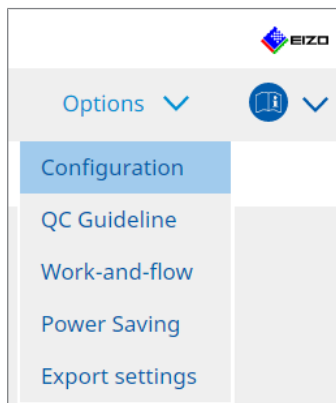 EIZO
Options
Configuration
QC Guideline
Work-and-flow
Power Saving
Export settings